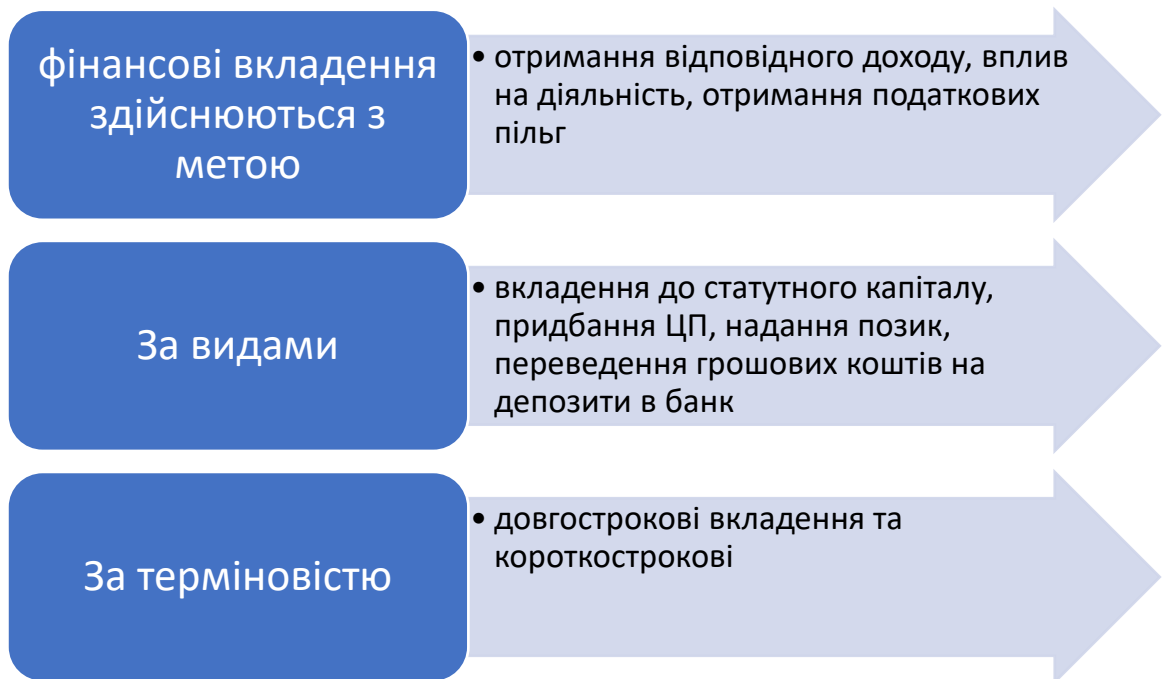 фінансові вкладення
здійснюються з
метою
• отримання відповідного доходу, вплив
на діяльність, отримання податкових
пільг
За видами
• вкладення до статутного капіталу,
придбання ЦП, надання позик,
переведення грошових коштів на
депозити в банк
За терміновістю
• довгострокові вкладення та
короткострокові